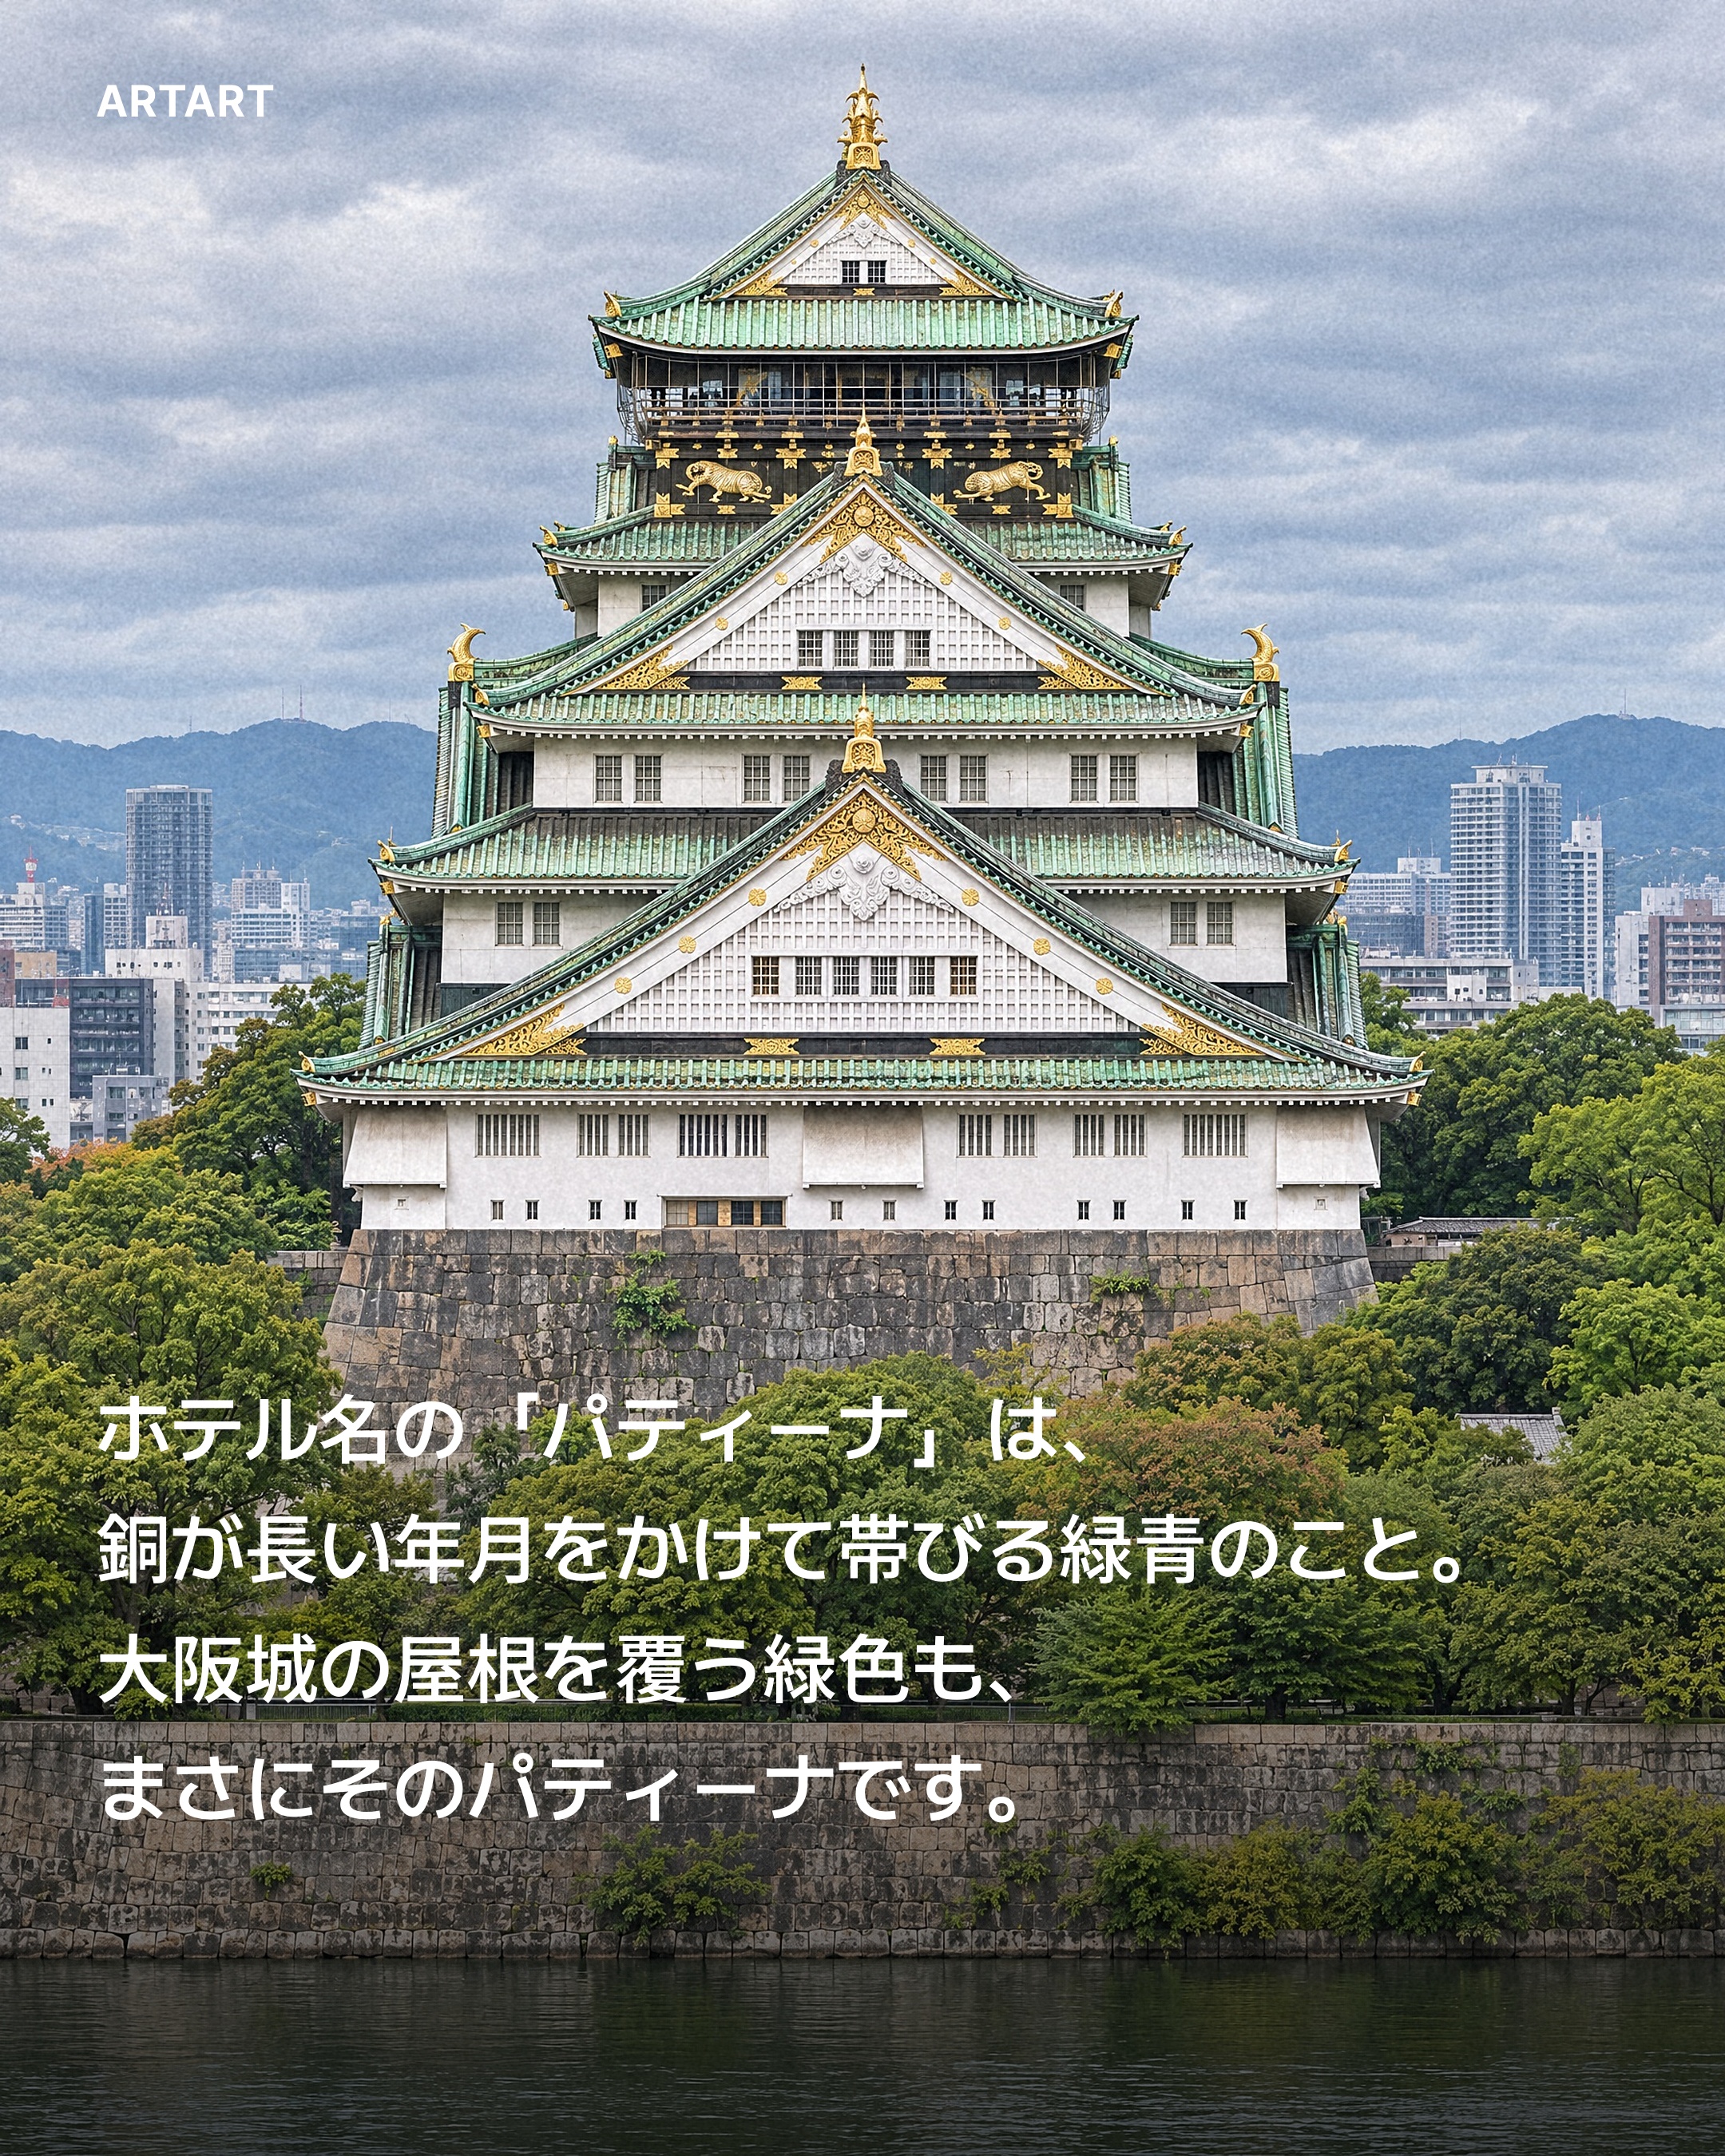 ARTART
ホテル名の「パティーナ」は、
銅が長い年月をかけて帯びる緑青のこと。
大阪城の屋根を覆う緑色も、
まさにそのパティーナです。